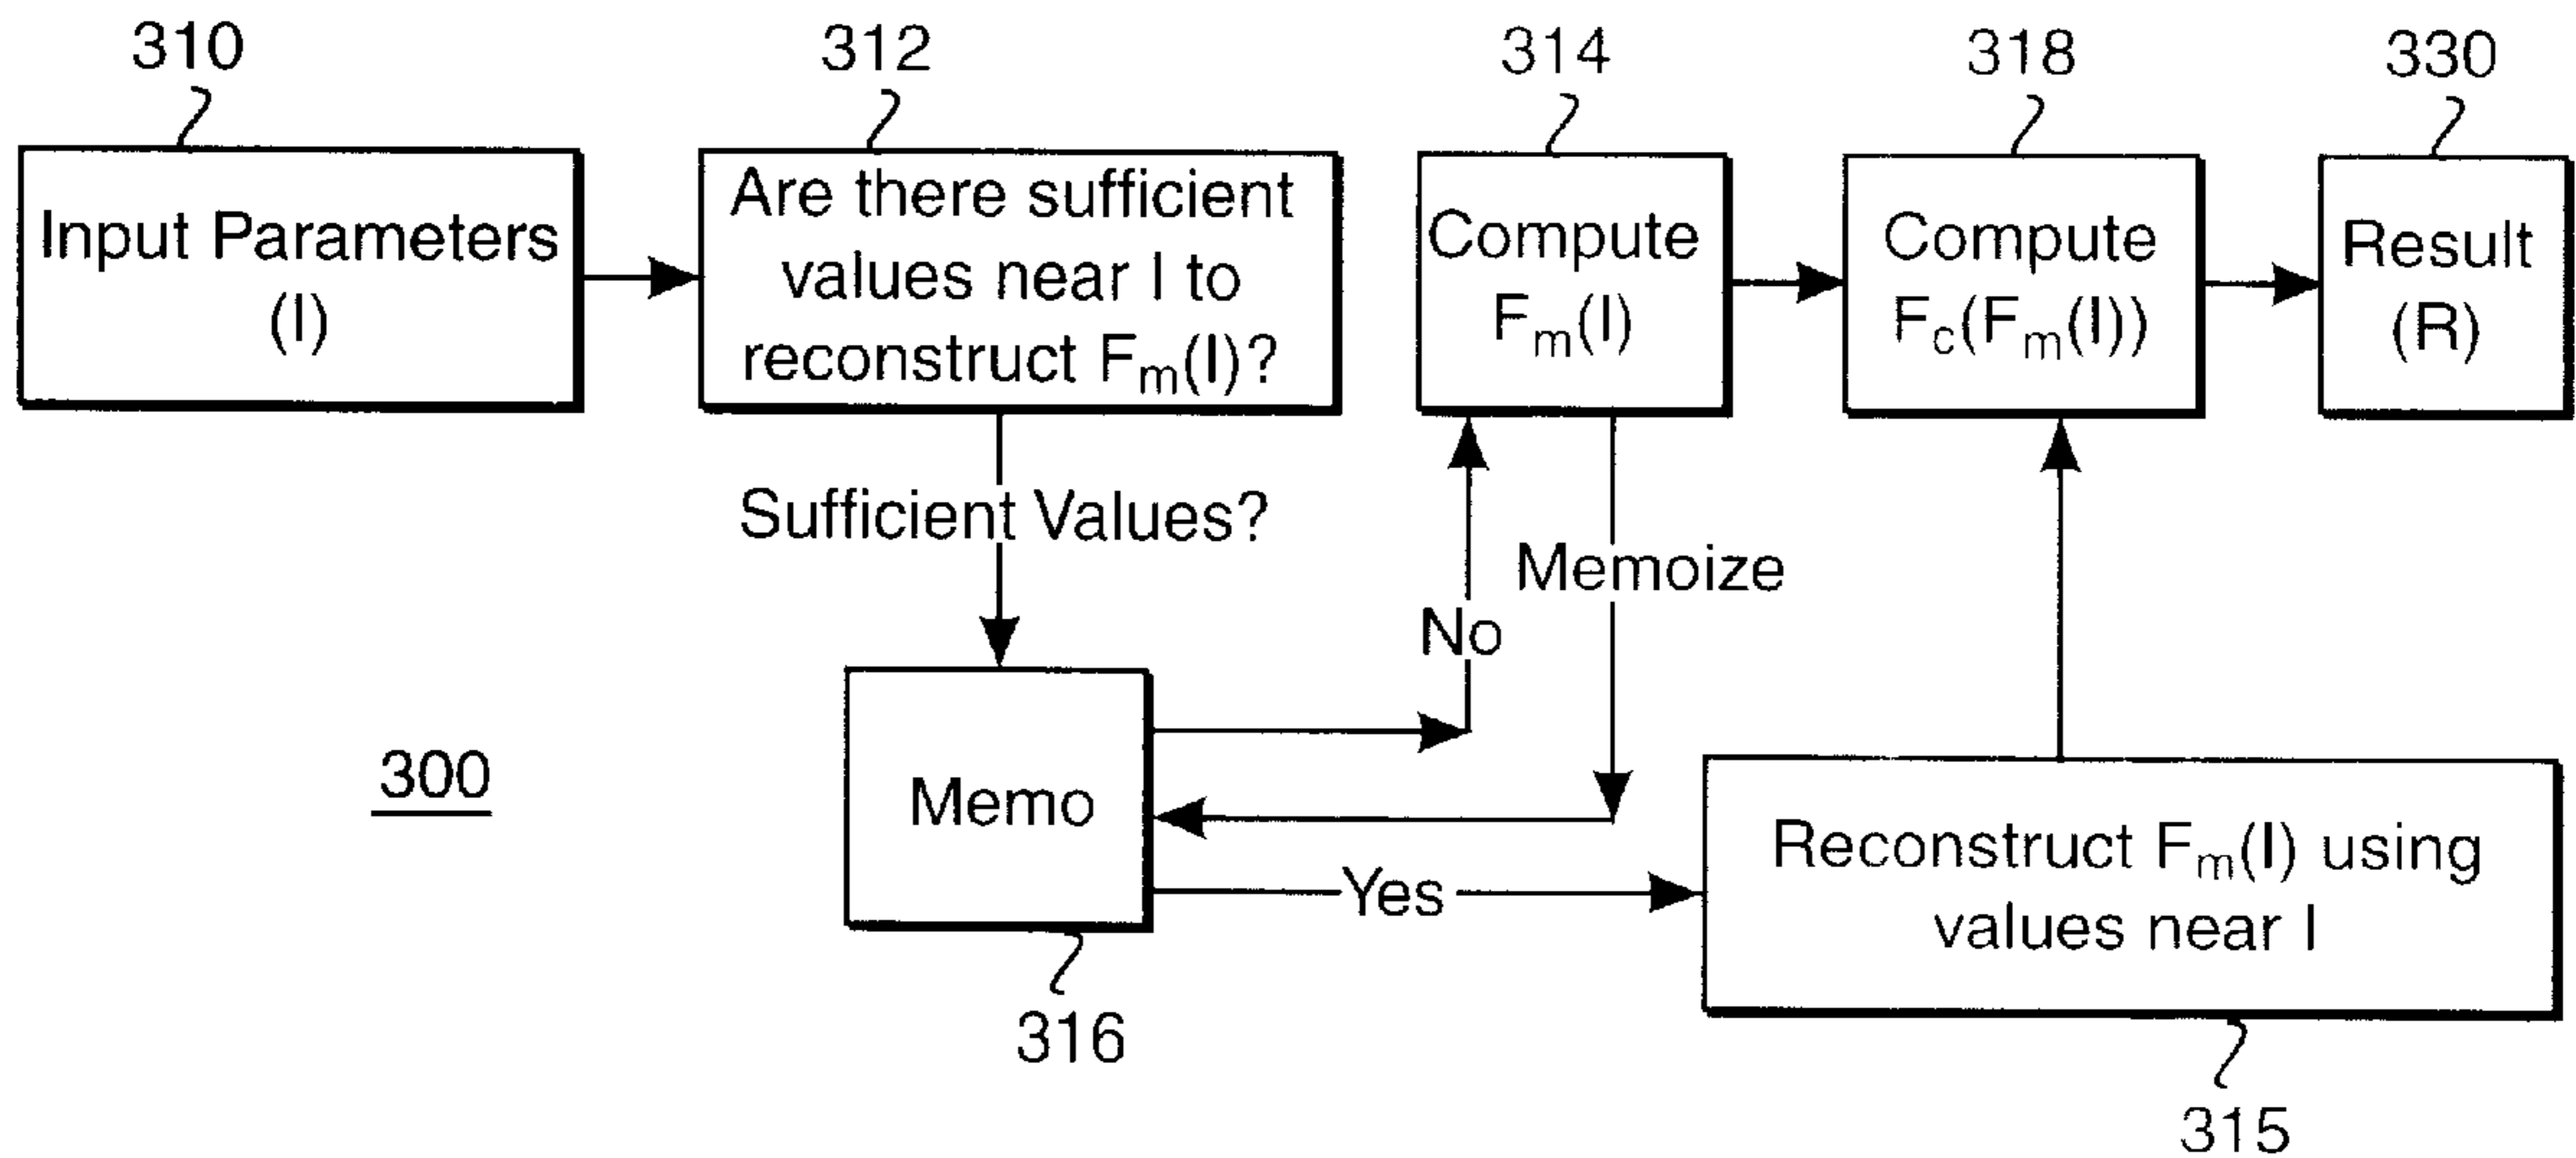 310
312
314
318
330
Input Parameters
(I)
Are there sufficient
values near I to
reconstruct Fm(I)?
Compute
Fm(I)
Compute
Fc(Fm(I))
Result
(R)
Sufficient Values?
Memoize
No
300
Memo
Yes
Reconstruct Fm(I) using
values near I
316
315